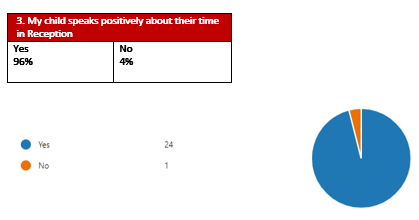 3. My child speaks positively about their time
in Reception
Yes No
96% 4%
Yes 24
No 1